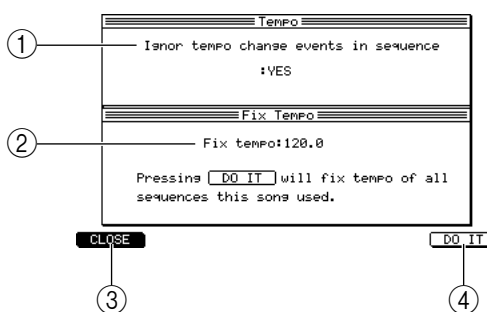 Tempo
① Ignor tempo change events in sequence
:YES
Fix Tempo
② Fix tempo:120.0
Pressing DO IT will fix tempo of all
sequences this song used.
CLOSE DO IT
③ ④